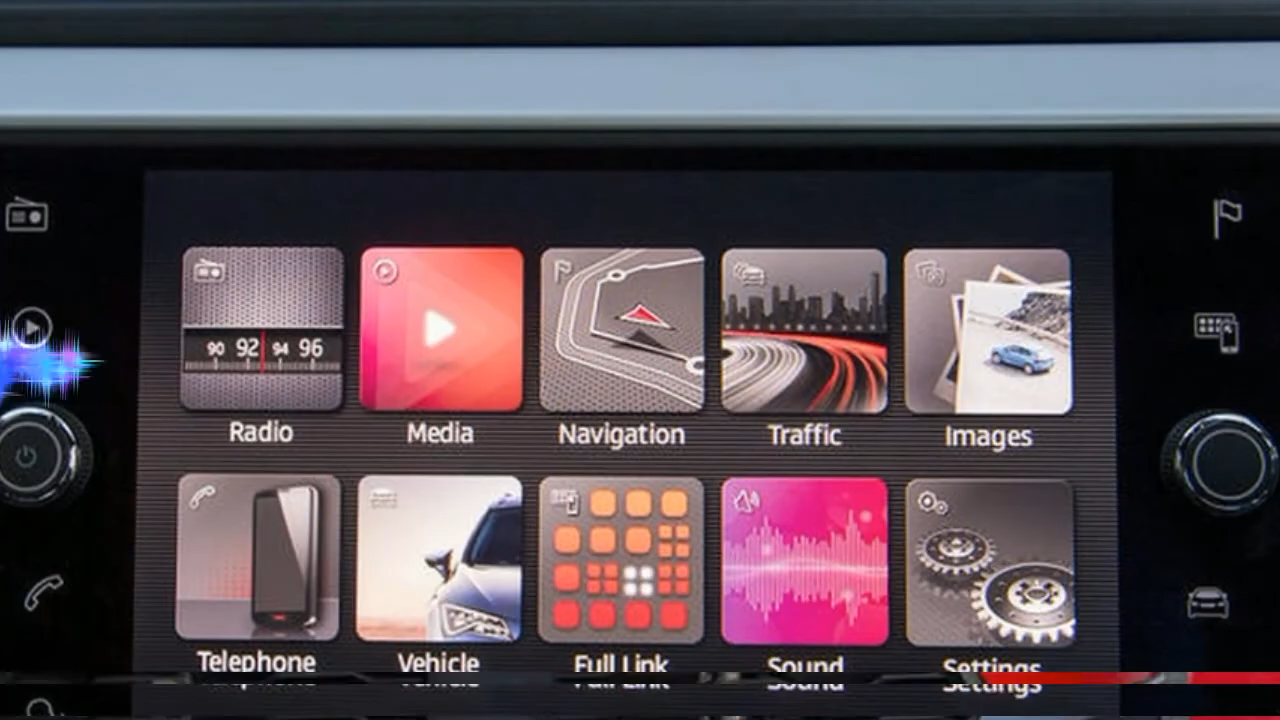 90 92 94 96
Radio Media Navigation Traffic Images
Telephone Vehicle Full Link Sound Settings